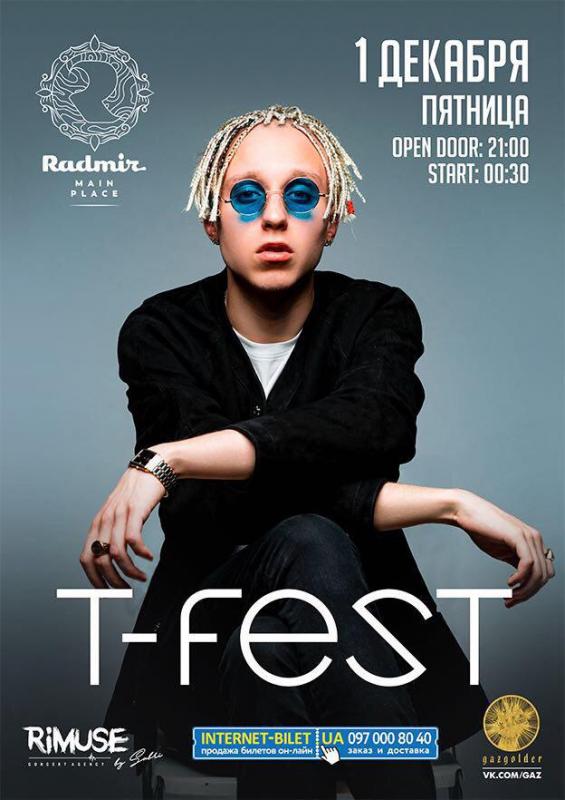 Radmir
MAIN
PLACE
1 ДЕКАБРЯ
ПЯТНИЦА
OPEN DOOR: 21:00
START: 00:30
T-FEST
RiMUSE
CONCERT AGENCY
INTERNET-BILET UA 097 000 80 40
продажа билетов он-лайн заказ и доставка
gazgolder
VK.COM/GAZ